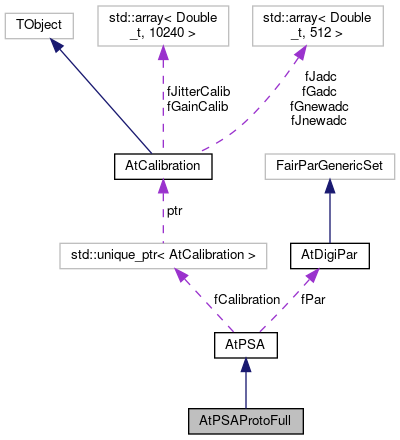 TObject
std::array< Double
_t, 10240 >
std::array< Double
_t, 512 >
fJitterCalib
fGainCalib
fJadc
fGadc
fGnewadc
fJnewadc
AtCalibration
FairParGenericSet
ptr
std::unique_ptr< AtCalibration >
AtDigiPar
fCalibration
fPar
AtPSA
AtPSAProtoFull